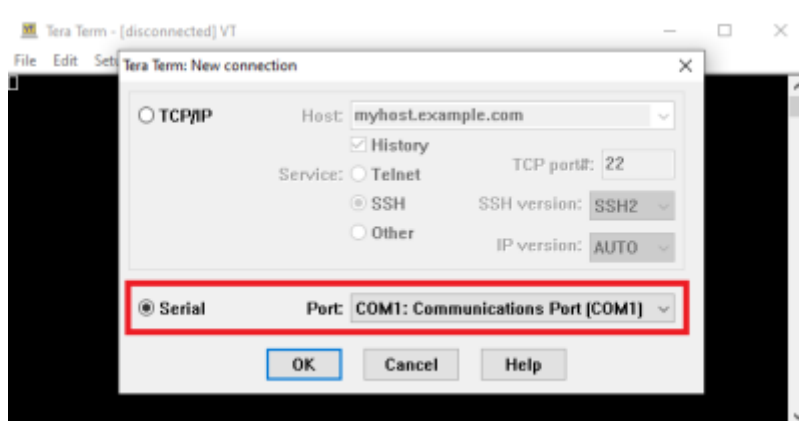 Tera Term - [disconnected] VT
File Edit Setu
Tera Term: New connection
TCP/IP Host: myhost.example.com
History
Service: Telnet TCP port#: 22
SSH SSH version: SSH2
Other IP version: AUTO
Serial Port: COM1: Communications Port (COM1)
OK Cancel Help